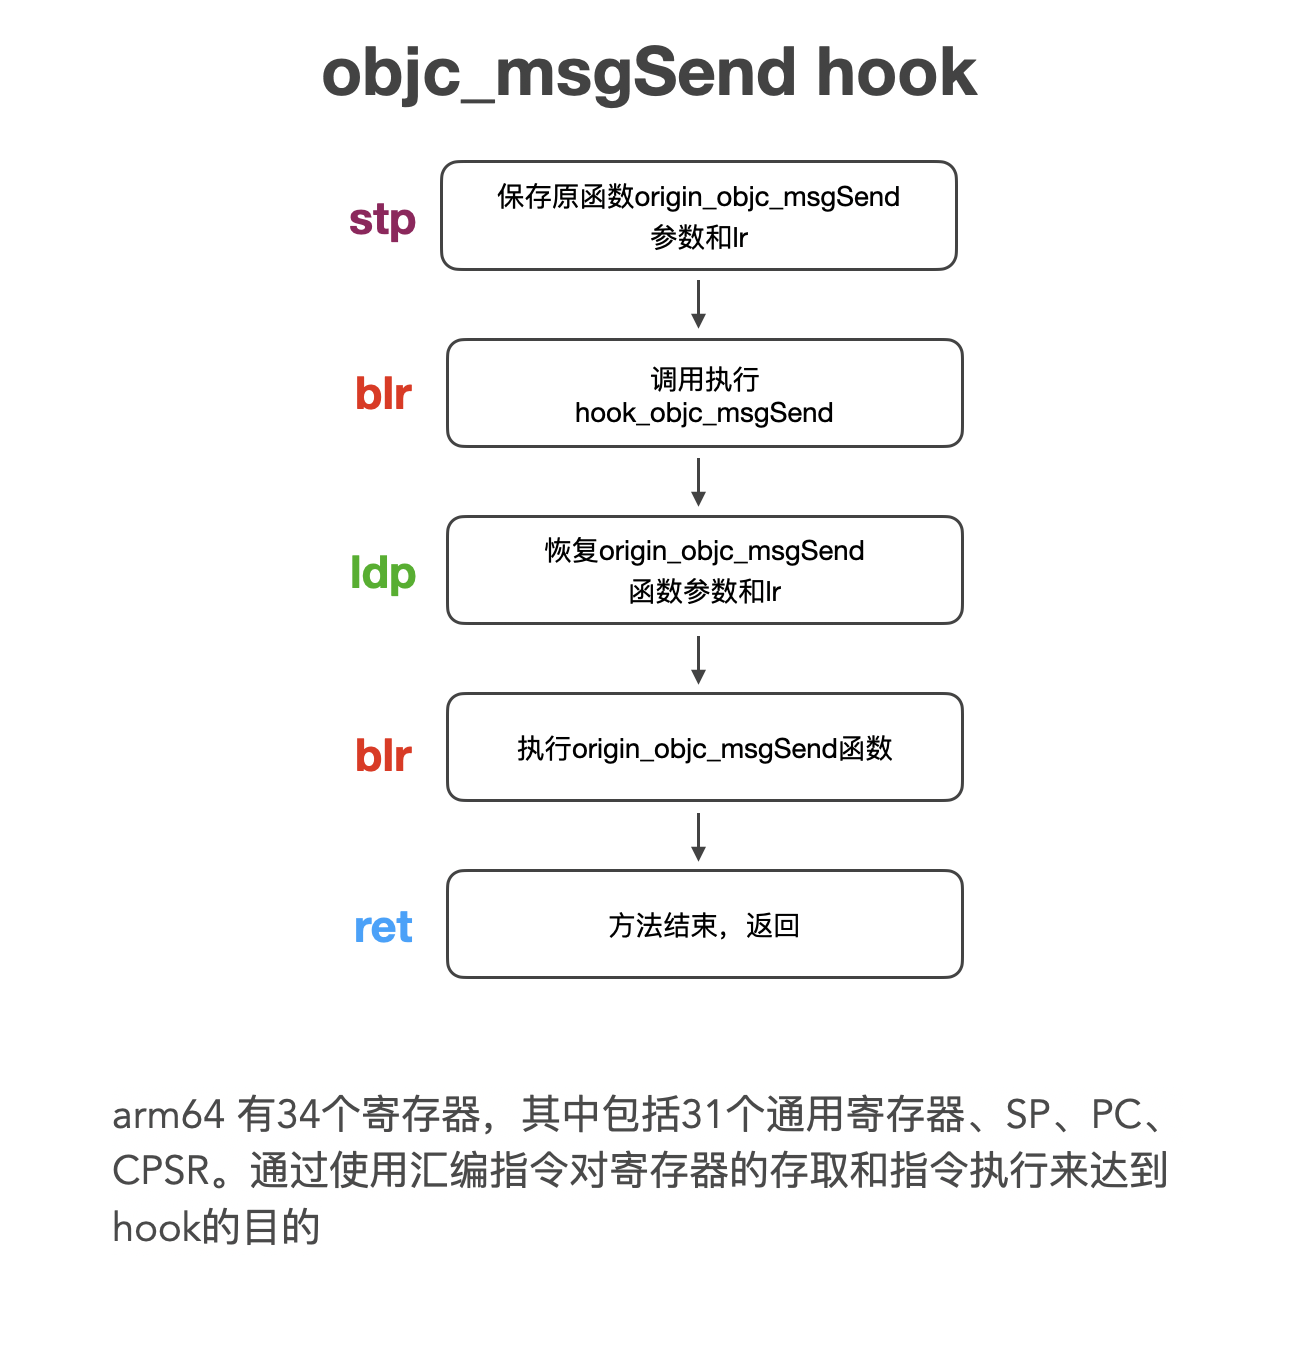 objc_msgSend hook
stp
保存原函数origin_objc_msgSend
参数和lr
blr
调用执行
hook_objc_msgSend
ldp
恢复origin_objc_msgSend
函数参数和lr
blr
执行origin_objc_msgSend函数
ret
方法结束，返回
arm64 有34个寄存器，其中包括31个通用寄存器、SP、PC、
CPSR。通过使用汇编指令对寄存器的存取和指令执行来达到
hook的目的